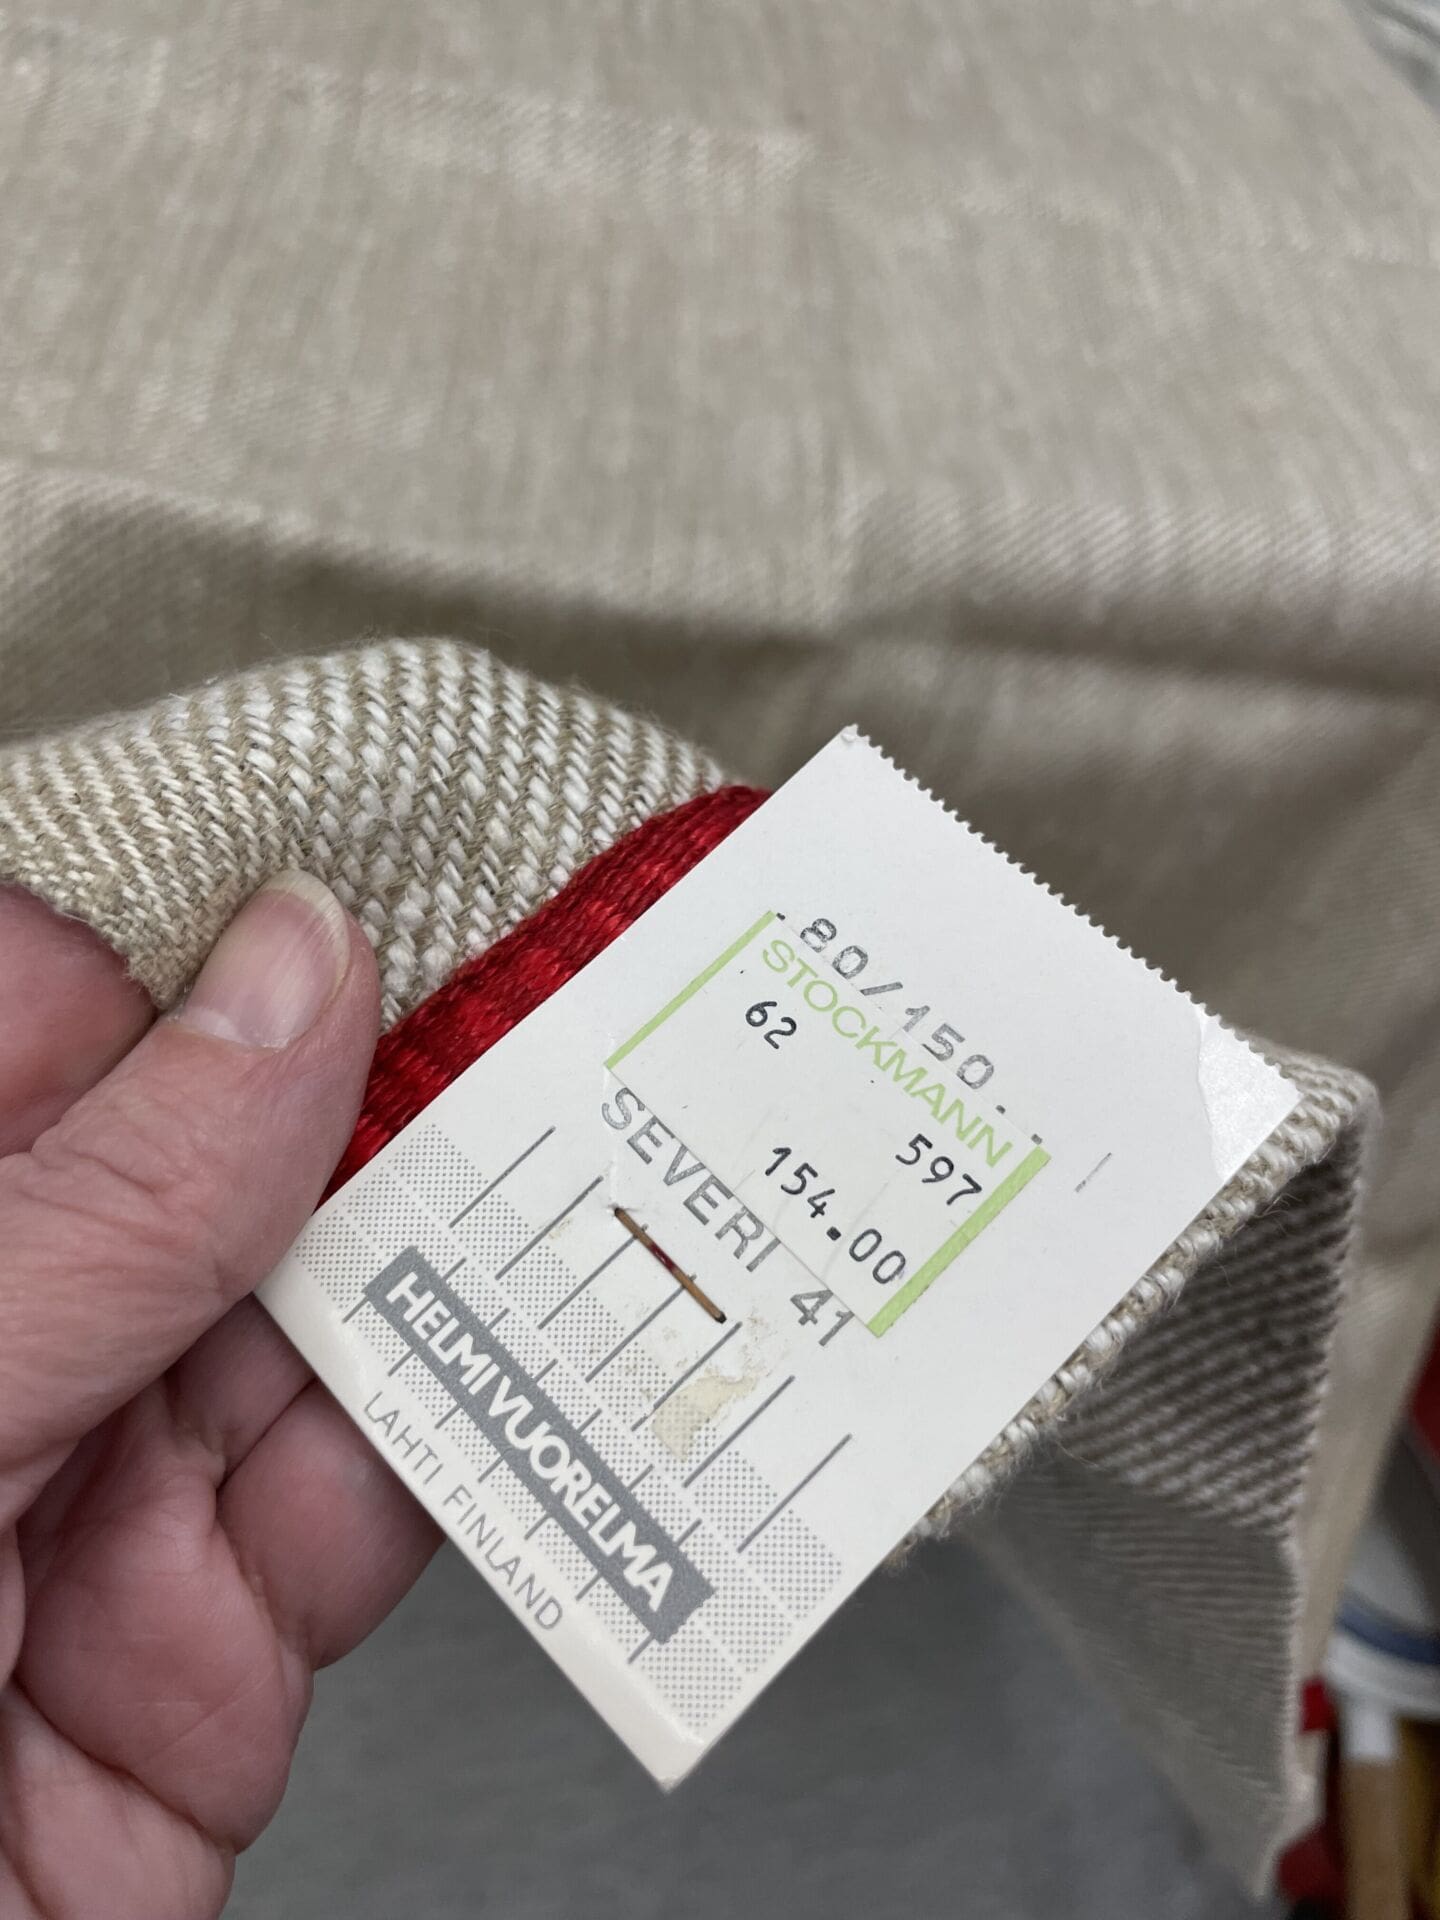 80/150
STOCKMANN
62 597
154.00
SEVERI 41
HELMI VUORELMA
LAHTI FINLAND